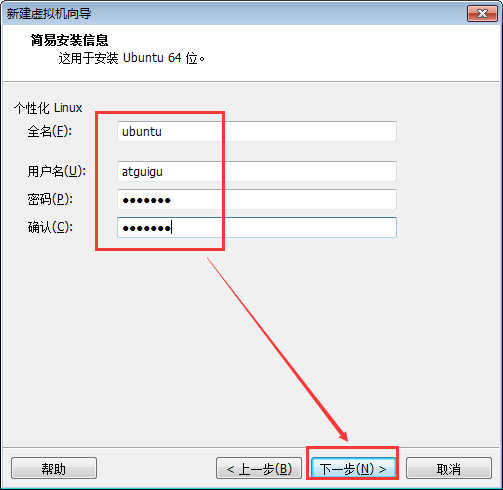 新建虚拟机向导
简易安装信息
这用于安装 Ubuntu 64 位。
个性化 Linux
全名(F): ubuntu
用户名(U): atguigu
密码(P): ●●●●●●●
确认(C): ●●●●●●●
帮助 < 上一步(B) 下一步(N) > 取消